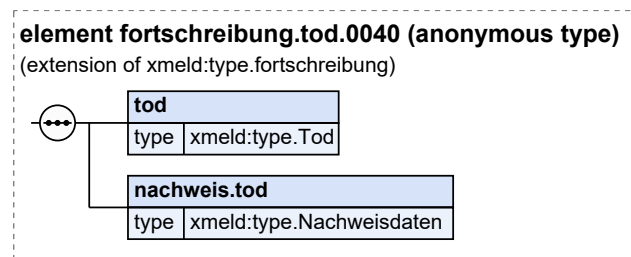 element fortschreibung.tod.0040 (anonymous type)
(extension of xmeld:type.fortschreibung)
tod
type xmeld:type.Tod
nachweis.tod
type xmeld:type.Nachweisdaten